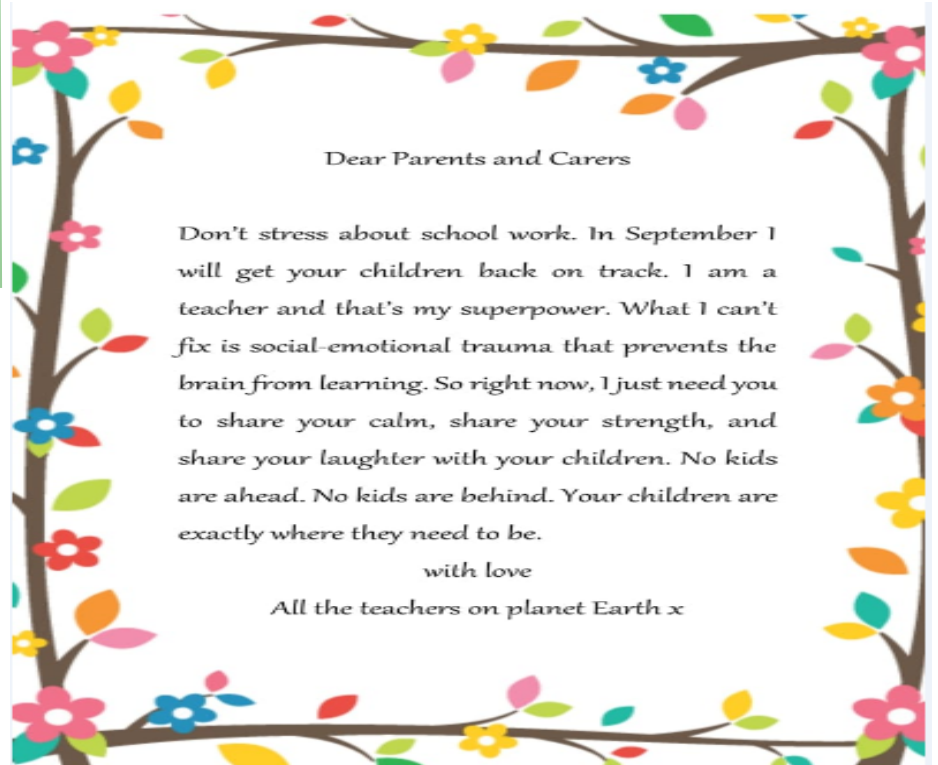 Dear Parents and Carers
Don't stress about school work. In September I
will get your children back on track. I am a
teacher and that's my superpower. What I can't
fix is social-emotional trauma that prevents the
brain from learning. So right now, I just need you
to share your calm, share your strength, and
share your laughter with your children. No kids
are ahead. No kids are behind. Your children are
exactly where they need to be.
with love
All the teachers on planet Earth x